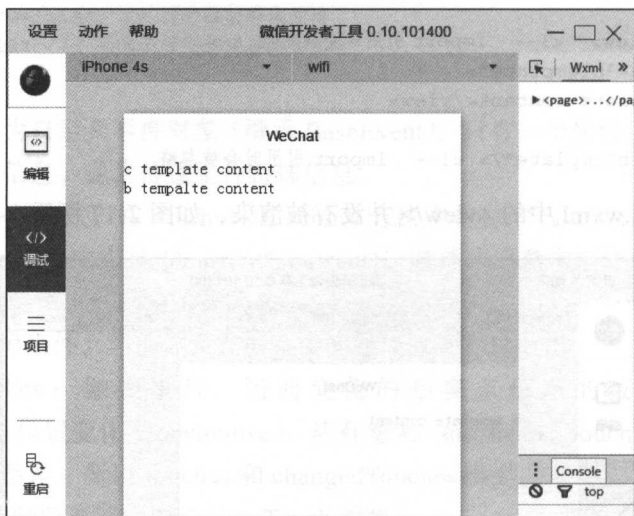 设置 动作 帮助 微信开发者工具 0.10.101400
iPhone 4s wifi Wxml »
<page>...</pa
编辑
WeChat
c template content
b tempalte content
调试
项目
重启
Console
top